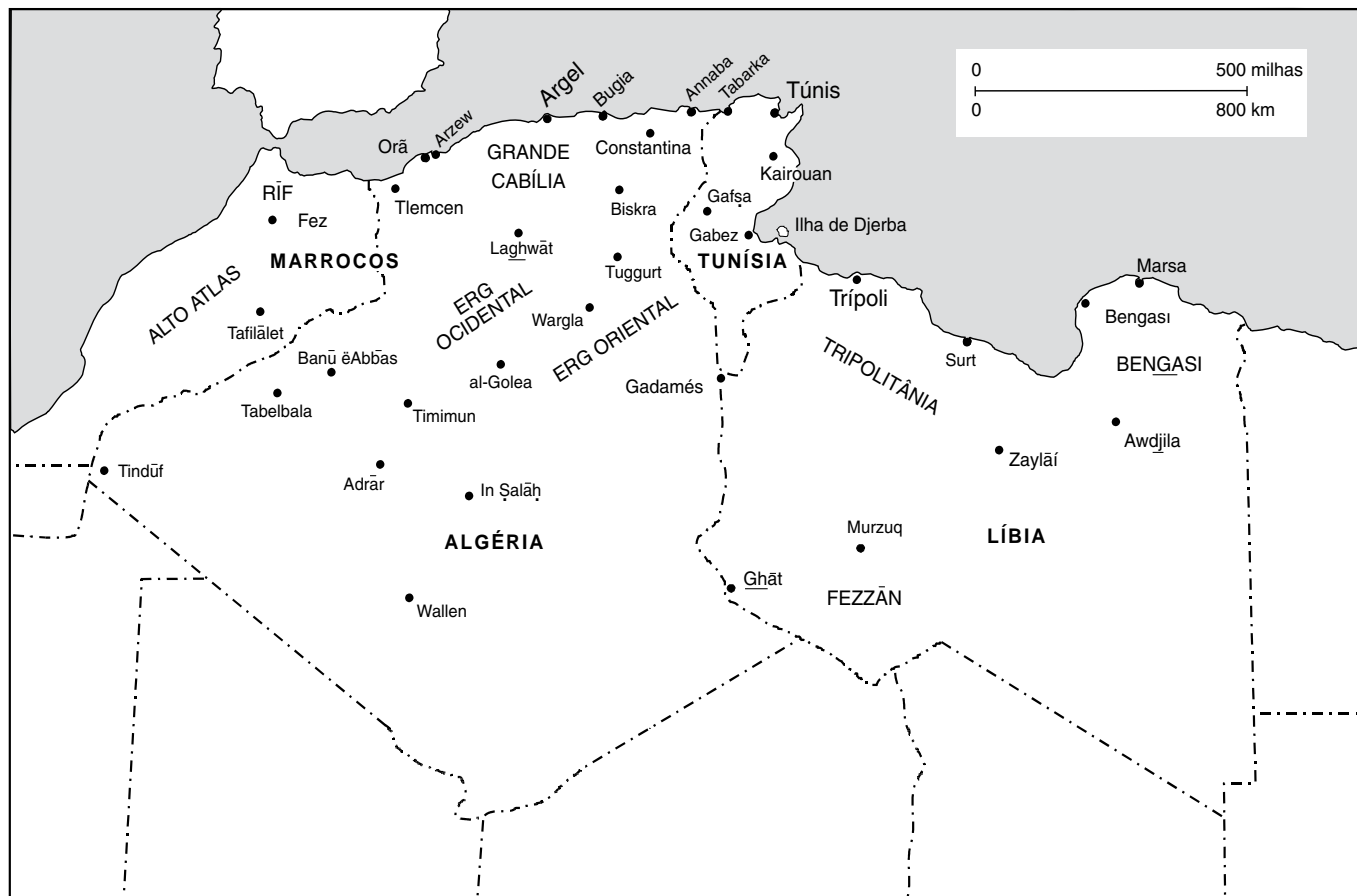 0 500 milhas
0 800 km
Argel
Bugia
Annaba
Tabarka
Túnis
Orã
Arzew
GRANDE
CABÍLIA
Constantina
Kairouan
RĪF
Fez
Tlemcen
Biskra
Gafṣa
Laghwāt
Gabez
Ilha de Djerba
MARROCOS
Tuggurt
TUNÍSIA
Marsa
ALTO ATLAS
ERG
OCIDENTAL
Wargla
ERG ORIENTAL
Trípoli
Bengası
Tafilālet
Banū ëAbbās
al-Golea
Gadamés
TRIPOLITÂNIA
Surt
BENGASI
Tabelbala
Timimun
Awdjila
Tindūf
Adrār
In Ṣalāḥ
Zaylāí
ALGÉRIA
Murzuq
LÍBIA
Ghāt
FEZZĀN
Wallen